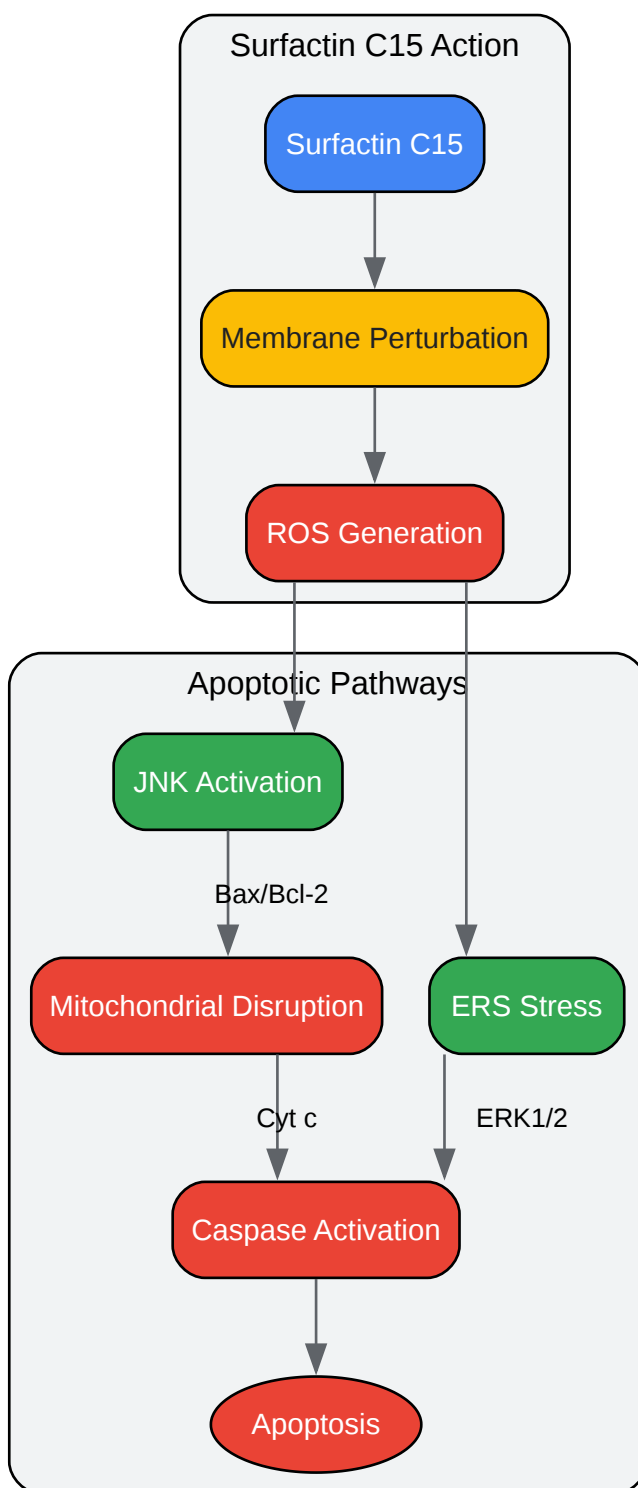 Surfactin C15 Action
Surfactin C15
Membrane Perturbation
ROS Generation
Apoptotic Pathways
JNK Activation
Bax/Bcl-2
Mitochondrial Disruption
ERS Stress
Cyt c
ERK1/2
Caspase Activation
Apoptosis